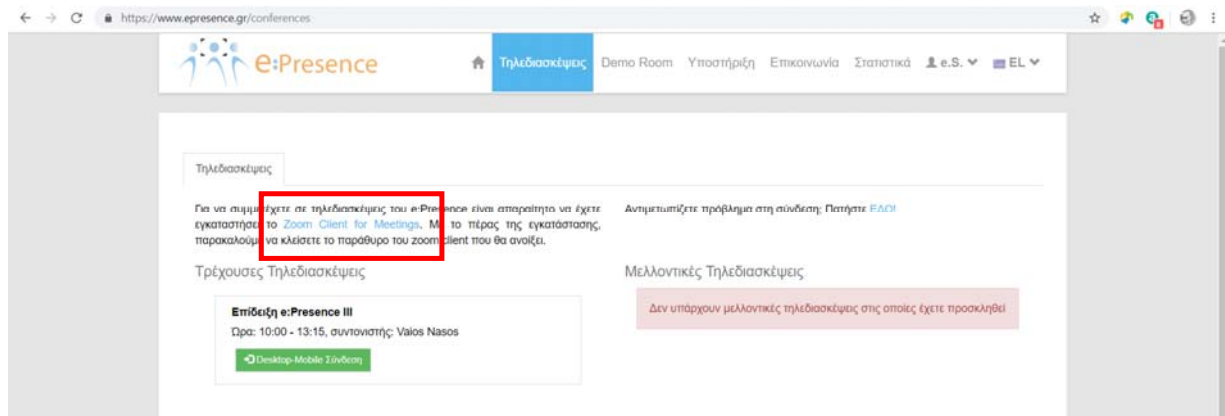 https://www.epresence.gr/conferences
e:Presence
Τηλεδιασκέψεις Demo Room Υποστήριξη Επικοινωνία Στατιστικά e.S. EL
Τηλεδιασκέψεις
Για να συμμετέχετε σε τηλεδιασκέψεις του e:Presence είναι απαραίτητο να έχετε
εγκαταστήσει το Zoom Client for Meetings. Με το πέρας της εγκατάστασης,
παρακαλούμε να κλείσετε το παράθυρο του zoom client που θα ανοίξει.
Αντιμετωπίζετε πρόβλημα στη σύνδεση; Πατήστε ΕΔΩ!
Τρέχουσες Τηλεδιασκέψεις
Επίδειξη e:Presence III
Ώρα: 10:00 - 13:15, συντονιστής: Vaios Nasos
Desktop-Mobile Σύνδεση
Μελλοντικές Τηλεδιασκέψεις
Δεν υπάρχουν μελλοντικές τηλεδιασκέψεις στις οποίες έχετε προσκληθεί